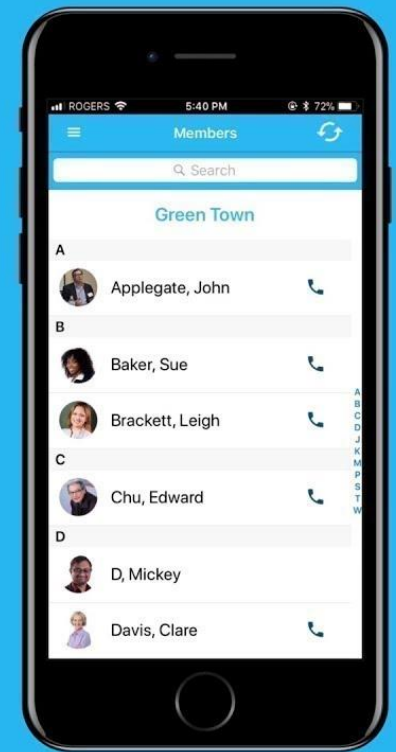 ROGERS 5:40 PM 72%
Members
Search
Green Town
A
Applegate, John
B
Baker, Sue
Brackett, Leigh
C
Chu, Edward
D
D, Mickey
Davis, Clare
A
B
C
D
J
K
M
P
S
T
W